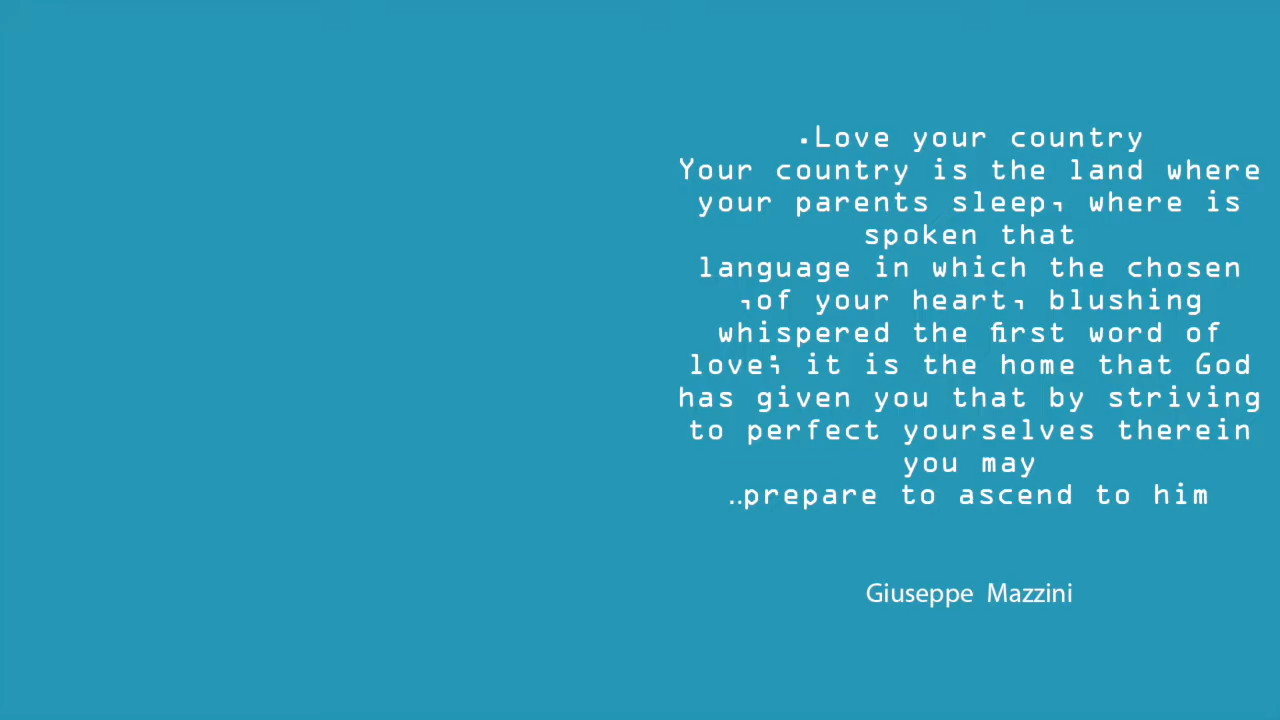 .Love your country
Your country is the land where
your parents sleep, where is
spoken that
language in which the chosen
,of your heart, blushing
whispered the first word of
love; it is the home that God
has given you that by striving
to perfect yourselves therein
you may
..prepare to ascend to him
Giuseppe Mazzini